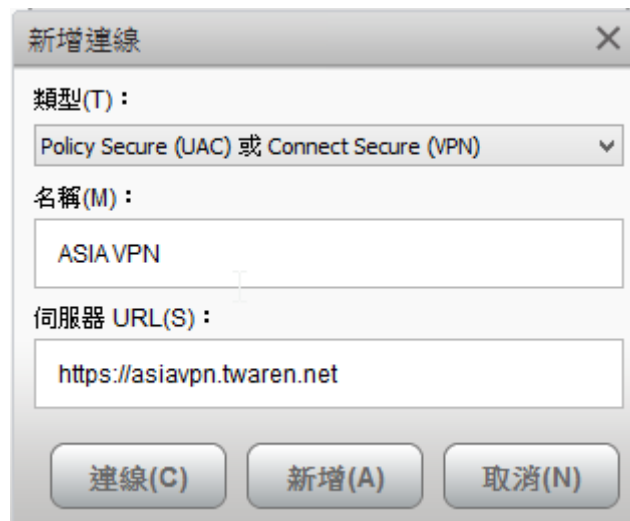 新增連線
類型(T)：
Policy Secure (UAC) 或 Connect Secure (VPN)
名稱(M)：
ASIA VPN
伺服器 URL(S)：
https://asiavpn.twaren.net
連線(C) 新增(A) 取消(N)